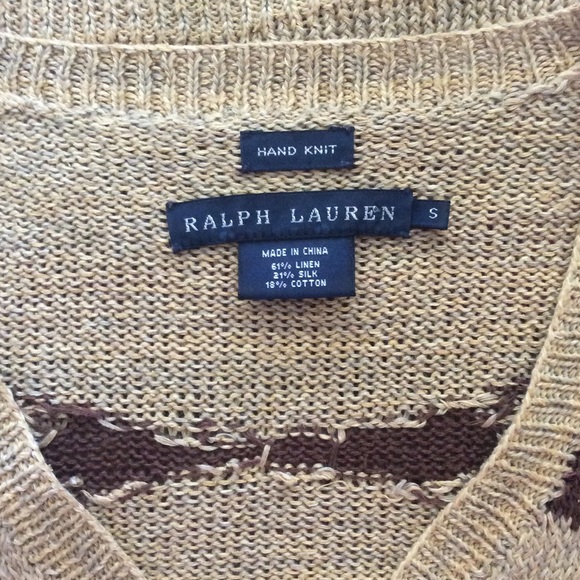 HAND KNIT
RALPH LAUREN S
MADE IN CHINA
61% LINEN
21% SILK
18% COTTON